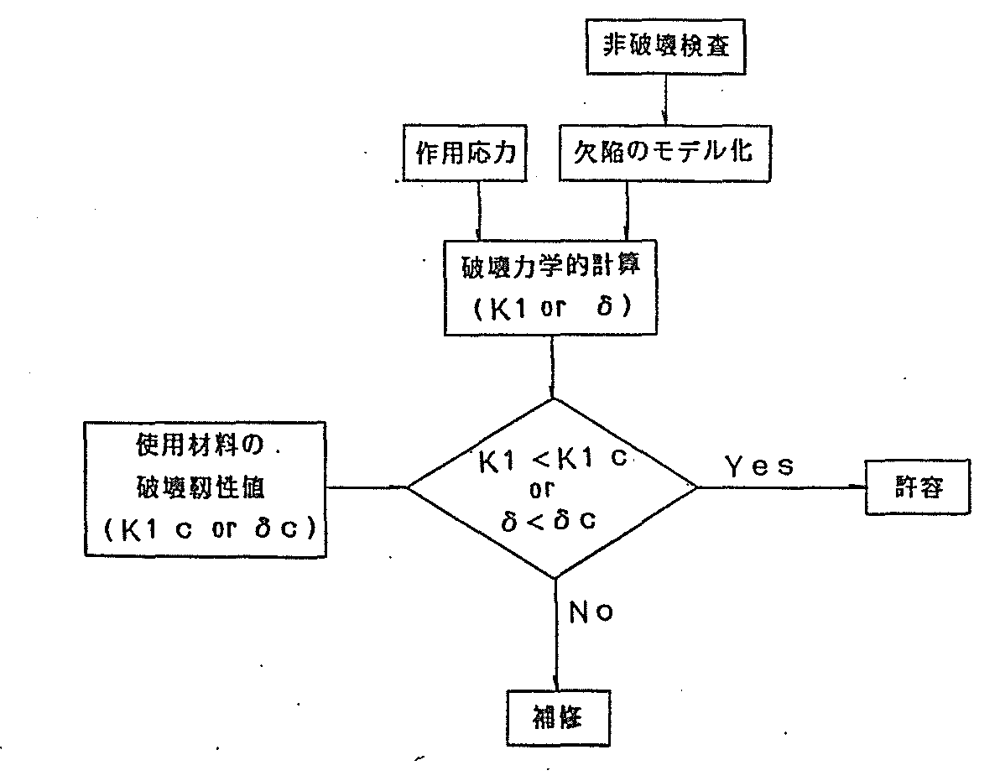 非破壊検査
作用応力
欠陥のモデル化
破壊力学的計算
(K1 or δ)
使用材料の
破壊靭性値
(K1 c or δc)
K1 <K1 c
or
δ<δc
Yes
許容
No
補修